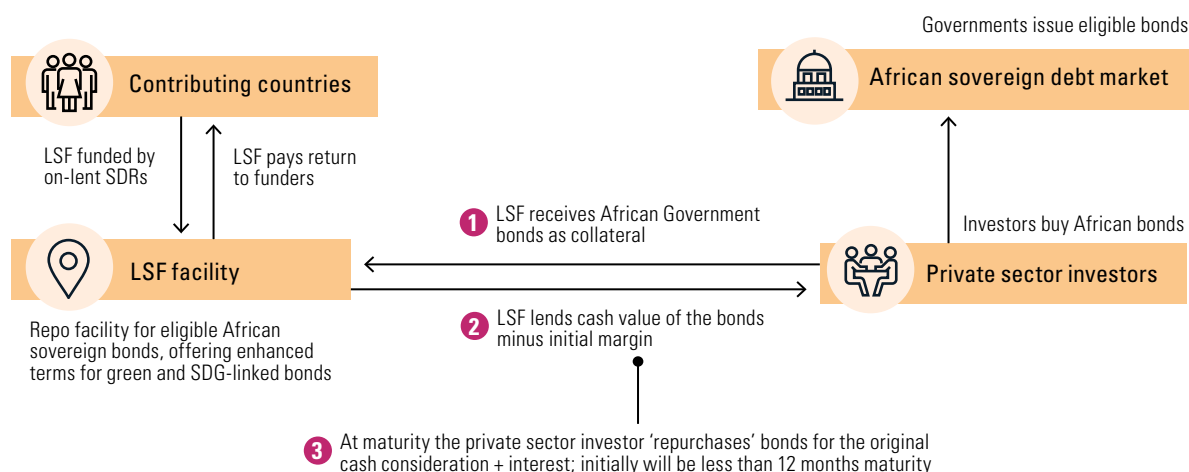 Governments issue eligible bonds
Contributing countries
African sovereign debt market
LSF funded by
on-lent SDRs
LSF pays return
to funders
1 LSF receives African Government
bonds as collateral
Investors buy African bonds
LSF facility
Private sector investors
Repo facility for eligible African
sovereign bonds, offering enhanced
terms for green and SDG-linked bonds
2 LSF lends cash value of the bonds
minus initial margin
3 At maturity the private sector investor ‘repurchases’ bonds for the original
cash consideration + interest; initially will be less than 12 months maturity